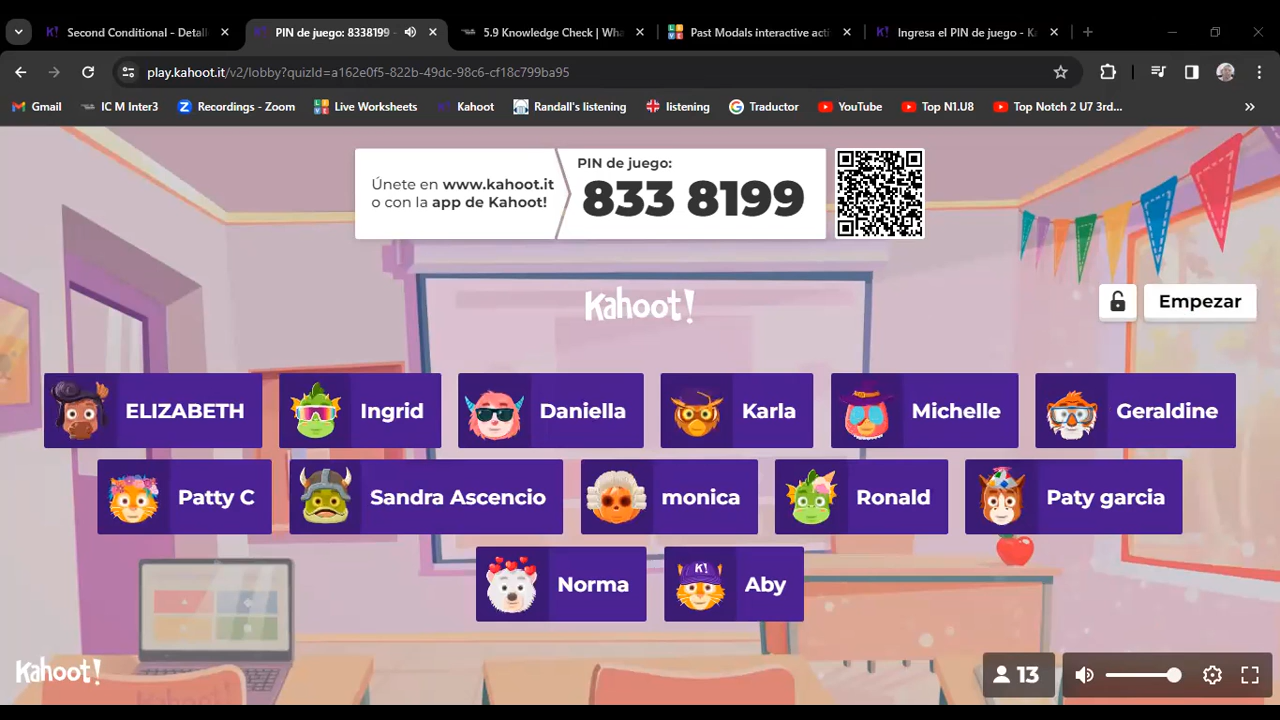 Second Conditional - Detail
PIN de juego: 8338199 -
5.9 Knowledge Check | Wha
Past Modals interactive acti
Ingresa el PIN de juego - Ka
play.kahoot.it/v2/lobby?quizId=a162e0f5-822b-49dc-98c6-cf18c799ba95
Gmail
IC M Inter3
Recordings - Zoom
Live Worksheets
Kahoot
Randall's listening
listening
Traductor
YouTube
Top N1.U8
Top Notch 2 U7 3rd...
Únete en www.kahoot.it
o con la app de Kahoot!
PIN de juego:
833 8199
Kahoot!
Empezar
ELIZABETH
Ingrid
Daniella
Karla
Michelle
Geraldine
Patty C
Sandra Ascencio
monica
Ronald
Paty garcia
Norma
K!
Aby
Kahoot!
13